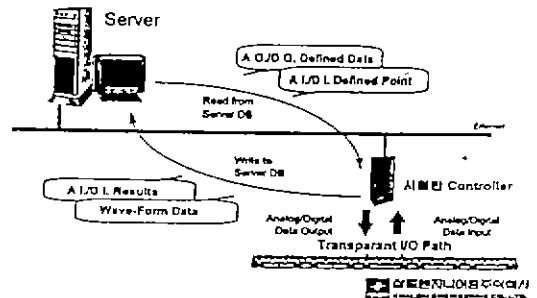 Server
A O/D O. Defined Data
A I/D I. Defined Point
Read from
Server DB
Ethernet
Write to
Server DB
A I/D I. Results
Wave-Form Data
Controller
Analog/Digital
Data Output
Analog/Digital
Data Input
Transparant I/O Path